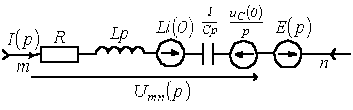 I(p) R Lp Li(0) 1/Cp u_C(0)/p E(p)
m n
U_mn(p)